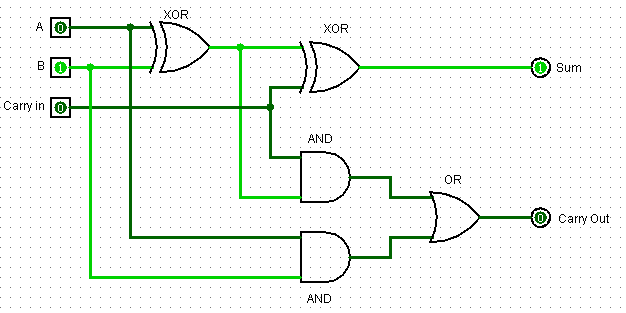 XOR
A 0
XOR
B 1
1 Sum
Carry in 0
AND
OR
0 Carry Out
AND